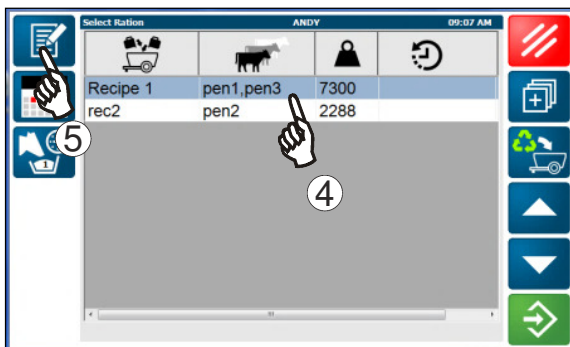 Select Ration ANDY 09:07 AM
Recipe 1 pen1,pen3 7300
rec2 pen2 2288
5
1
4